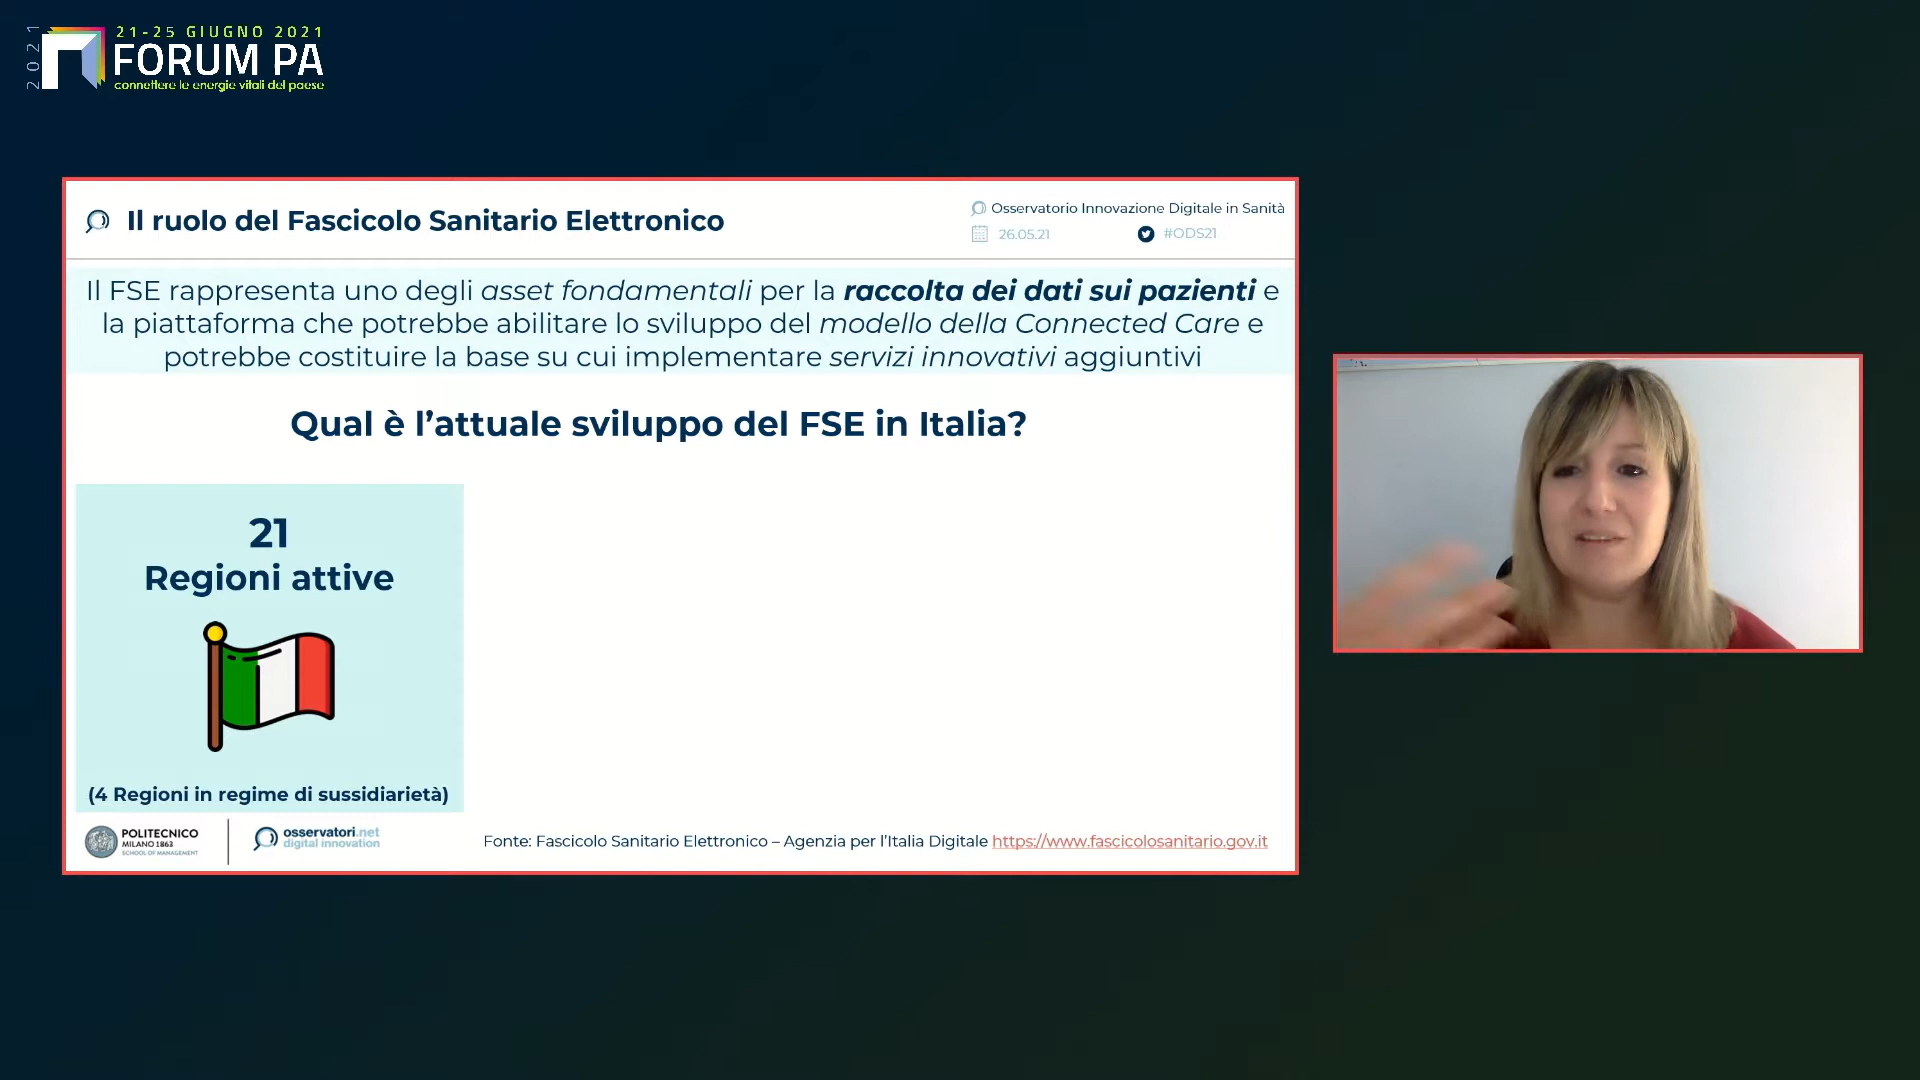 2021
21-25 GIUGNO 2021
FORUM PA
connettere le energie vitali del paese
Il ruolo del Fascicolo Sanitario Elettronico
Osservatorio Innovazione Digitale in Sanità
26.05.21
#ODS21
Il FSE rappresenta uno degli asset fondamentali per la raccolta dei dati sui pazienti e
la piattaforma che potrebbe abilitare lo sviluppo del modello della Connected Care e
potrebbe costituire la base su cui implementare servizi innovativi aggiuntivi
Qual è l’attuale sviluppo del FSE in Italia?
21
Regioni attive
(4 Regioni in regime di sussidiarietà)
POLITECNICO
MILANO 1863
SCHOOL OF MANAGEMENT
osservatori.net
digital innovation
Fonte: Fascicolo Sanitario Elettronico – Agenzia per l’Italia Digitale https://www.fascicolosanitario.gov.it